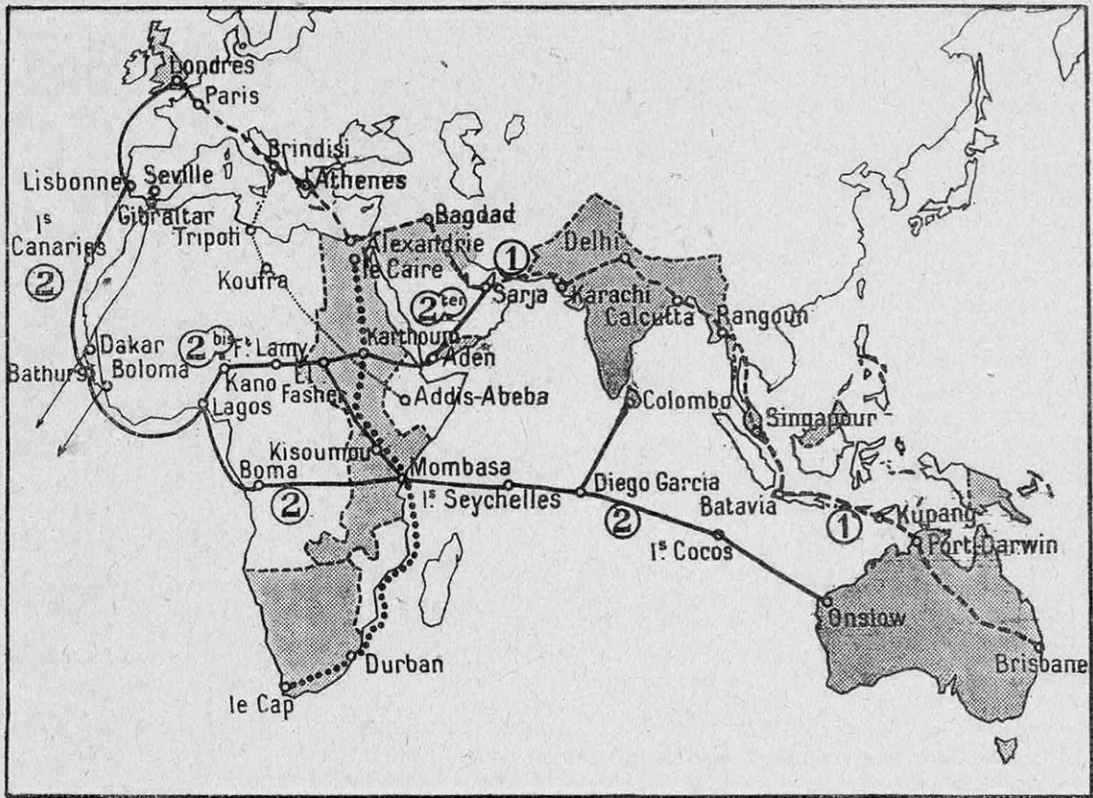 Londres
Paris
Brindisi
Athenes
Lisbonne
Seville
Gibraltar
Tripoli
Iˢ
Canaries
2
Koufra
Alexandrie
le Caire
Bagdad
1
Sarja
2ᵗᵉʳ
Delhi
Karachi
Calcutta
Rangoun
Karthoum
Aden
2ᵇⁱˢ
Fᵗ. Lamy
El
Fasher
Kano
Lagos
Dakar
Bathurst
Boloma
Addis-Abeba
Colombo
Singapour
Kisoumou
Boma
2
Mombasa
Iˢ. Seychelles
Diego Garcia
2
Batavia
1
Kúpang
Port-Darwin
Iˢ. Cocos
Onslow
Brisbane
Durban
le Cap